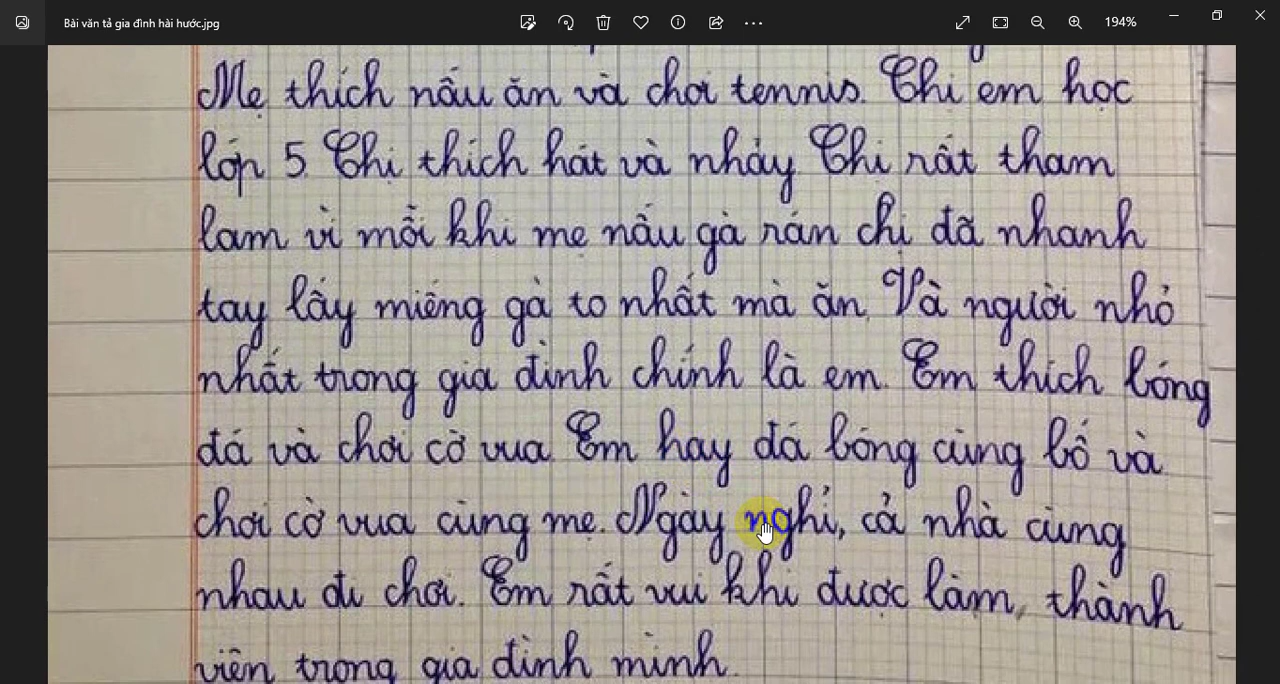 Bài văn tả gia đình hài hước.jpg
194%
Mẹ thích nấu ăn và chơi tennis. Chị em học
lớp 5. Chị thích hát và nhảy. Chị rất tham
lam vì mỗi khi mẹ nấu gà rán chị đã nhanh
tay lấy miếng gà to nhất mà ăn. Và người nhỏ
nhất trong gia đình chính là em. Em thích bóng
đá và chơi cờ vua. Em hay đá bóng cùng bố và
chơi cờ vua cùng mẹ. Ngày nghỉ, cả nhà cùng
nhau đi chơi. Em rất vui khi được làm, thành
viên trong gia đình mình.